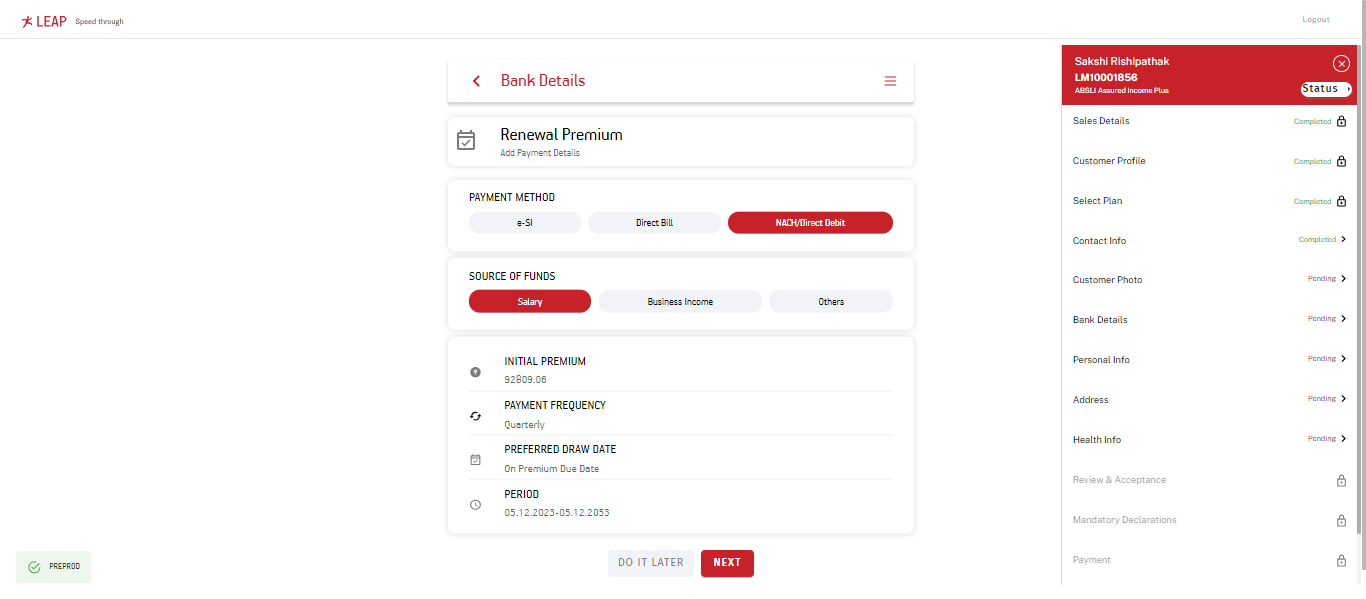 LEAP Speed through
Logout
Bank Details
Renewal Premium
Add Payment Details
PAYMENT METHOD
e-SI Direct Bill NACH/Direct Debit
SOURCE OF FUNDS
Salary Business Income Others
INITIAL PREMIUM
92809.06
PAYMENT FREQUENCY
Quarterly
PREFERRED DRAW DATE
On Premium Due Date
PERIOD
05.12.2023-05.12.2053
DO IT LATER NEXT
PREPROD
Sakshi Rishipathak
LM10001856
ABSLI Assured Income Plus
Status
Sales Details Completed
Customer Profile Completed
Select Plan Completed
Contact Info Completed
Customer Photo Pending
Bank Details Pending
Personal Info Pending
Address Pending
Health Info Pending
Review & Acceptance
Mandatory Declarations
Payment